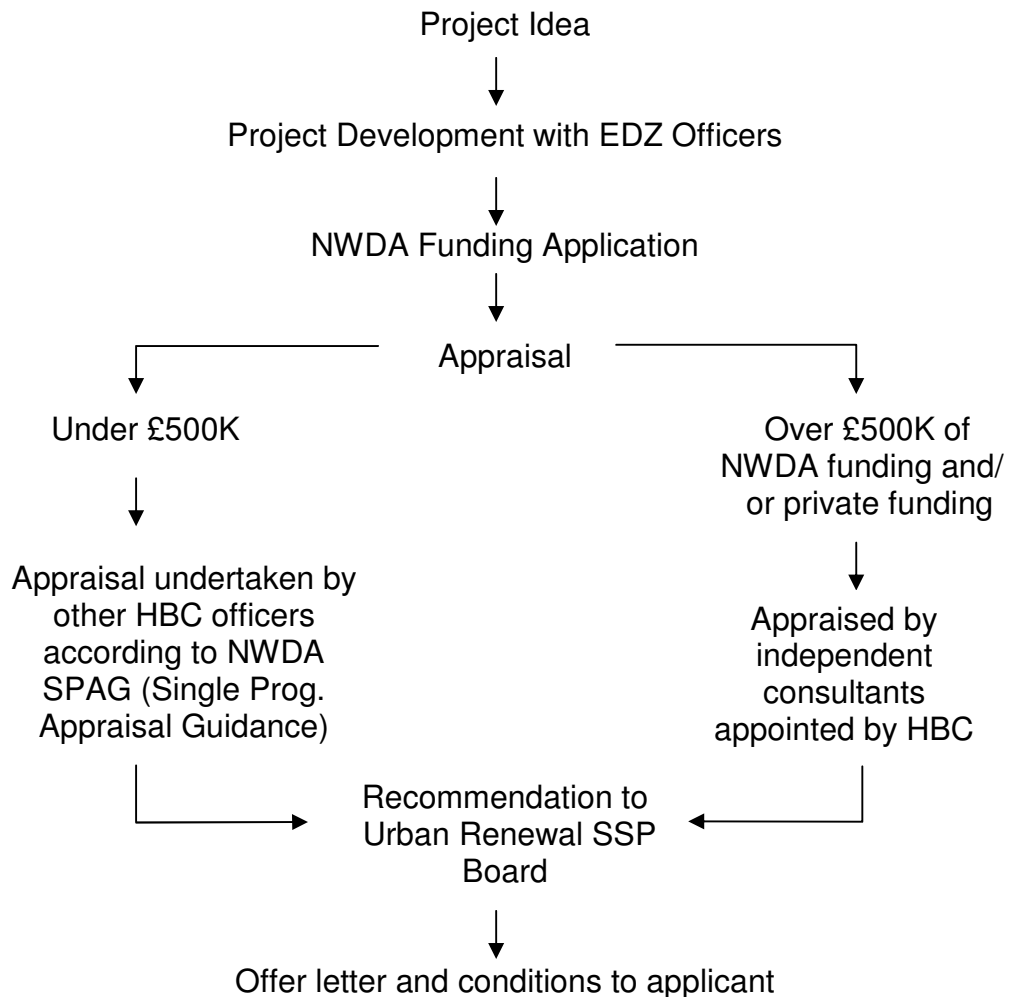 Project Idea
Project Development with EDZ Officers
NWDA Funding Application
Appraisal
Under £500K
Over £500K of
NWDA funding and/
or private funding
Appraisal undertaken by
other HBC officers
according to NWDA
SPAG (Single Prog.
Appraisal Guidance)
Appraised by
independent
consultants
appointed by HBC
Recommendation to
Urban Renewal SSP
Board
Offer letter and conditions to applicant